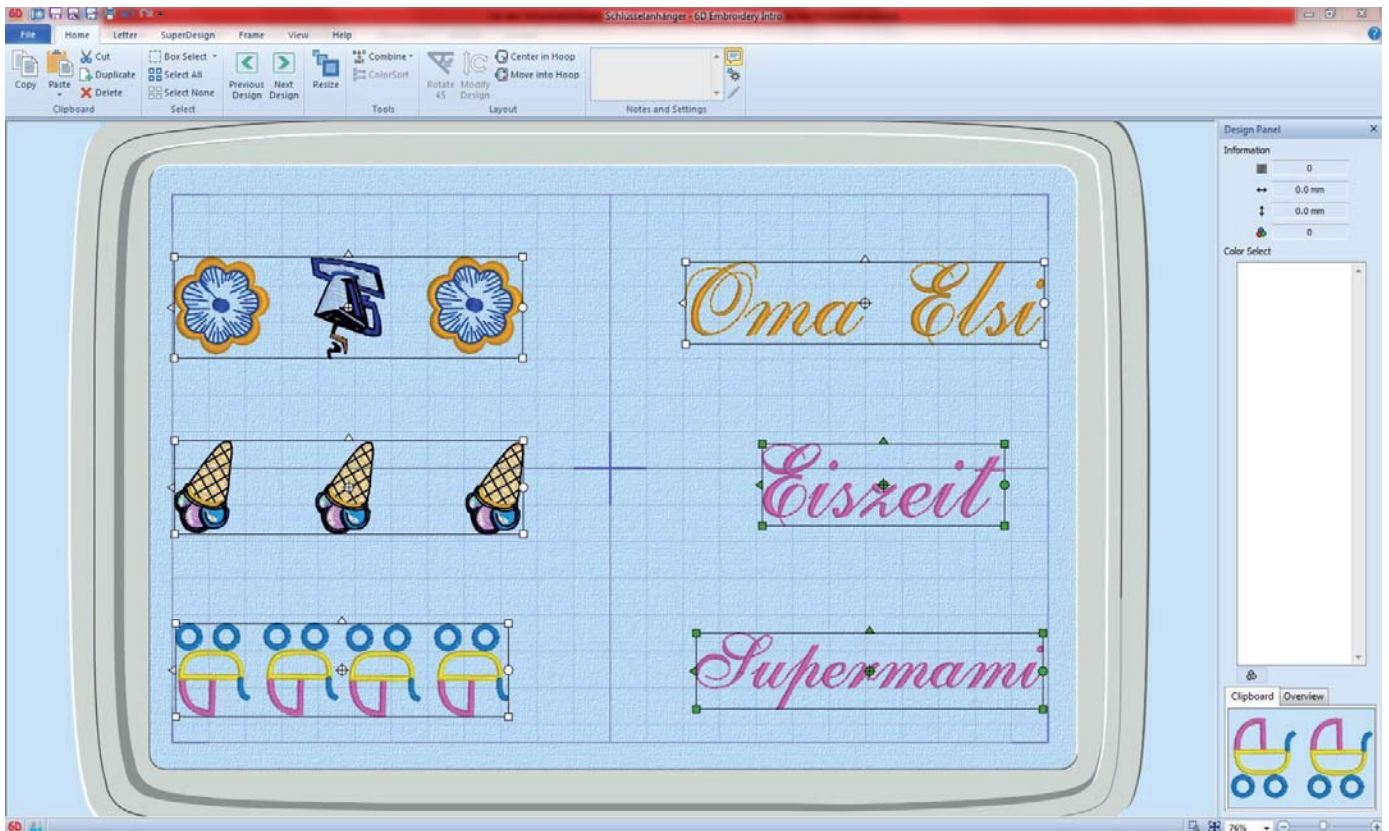 6D
Schlüsselanhänger - 6D Embroidery Intro
File Home Letter SuperDesign Frame View Help
Copy
Paste
Cut
Duplicate
Delete
Clipboard
Box Select
Select All
Select None
Select
Previous Design
Next Design
Resize
Combine
ColorSort
Tools
Rotate 45
Modify Design
Center in Hoop
Move into Hoop
Layout
Notes and Settings
Design Panel
Information
0
0.0 mm
0.0 mm
0
Color Select
Oma Elsi
Eiszeit
Supermami
Clipboard Overview
6D
76%